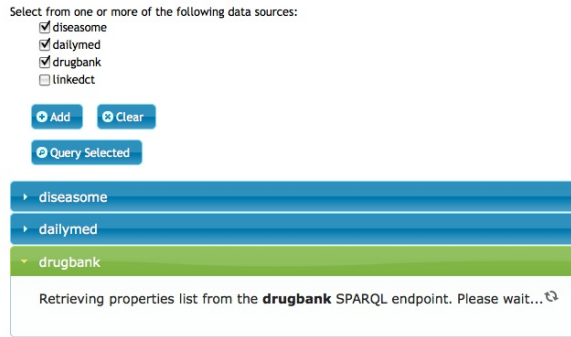 Select from one or more of the following data sources:
diseasome
dailymed
drugbank
linkedct
Add Clear
Query Selected
diseasome
dailymed
drugbank
Retrieving properties list from the drugbank SPARQL endpoint. Please wait...